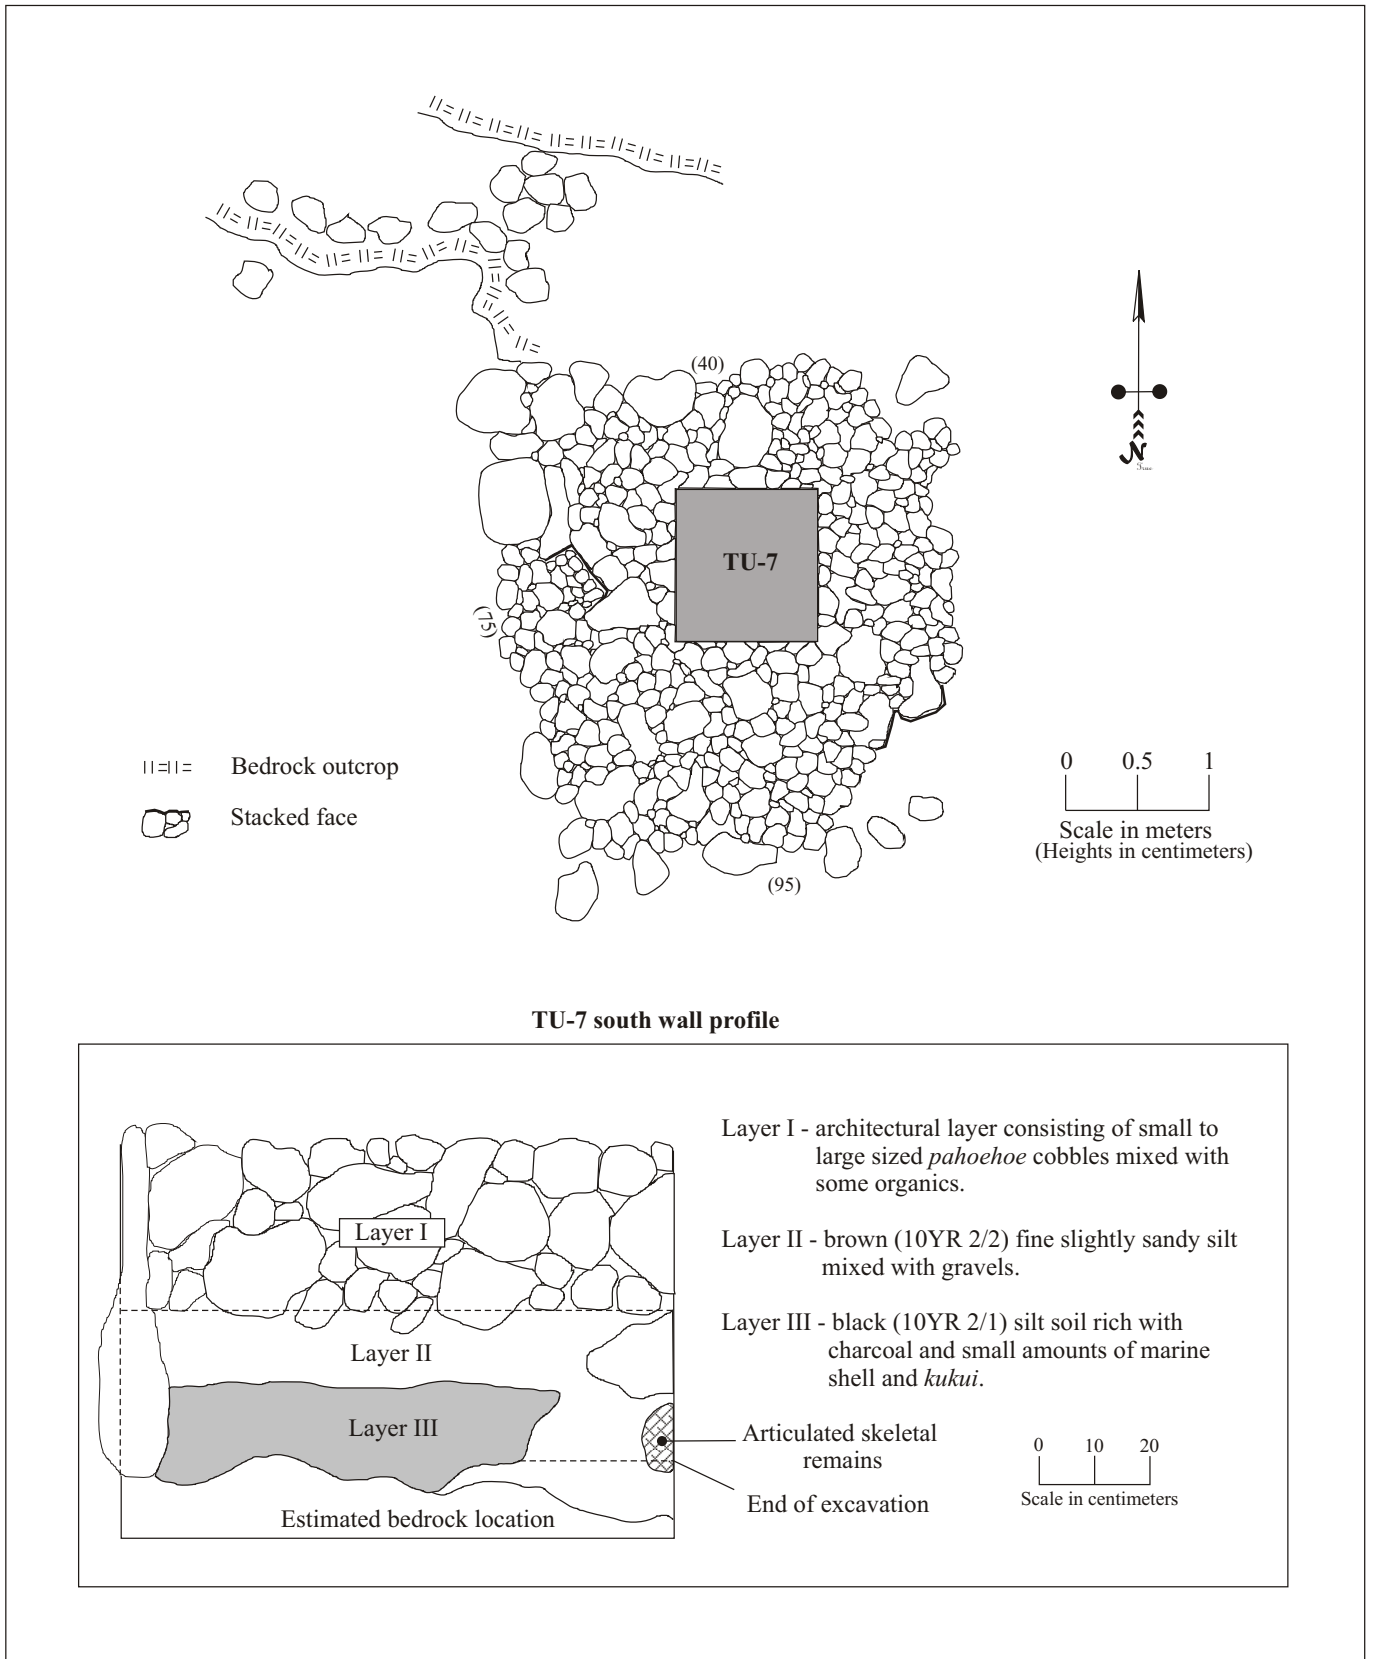 (40)
N
True
TU-7
(75)
Bedrock outcrop
Stacked face
0 0.5 1
Scale in meters
(Heights in centimeters)
(95)
TU-7 south wall profile
Layer I - architectural layer consisting of small to
large sized pahoehoe cobbles mixed with
some organics.
Layer I
Layer II - brown (10YR 2/2) fine slightly sandy silt
mixed with gravels.
Layer III - black (10YR 2/1) silt soil rich with
charcoal and small amounts of marine
shell and kukui.
Layer II
Layer III
Articulated skeletal
remains
End of excavation
0 10 20
Scale in centimeters
Estimated bedrock location